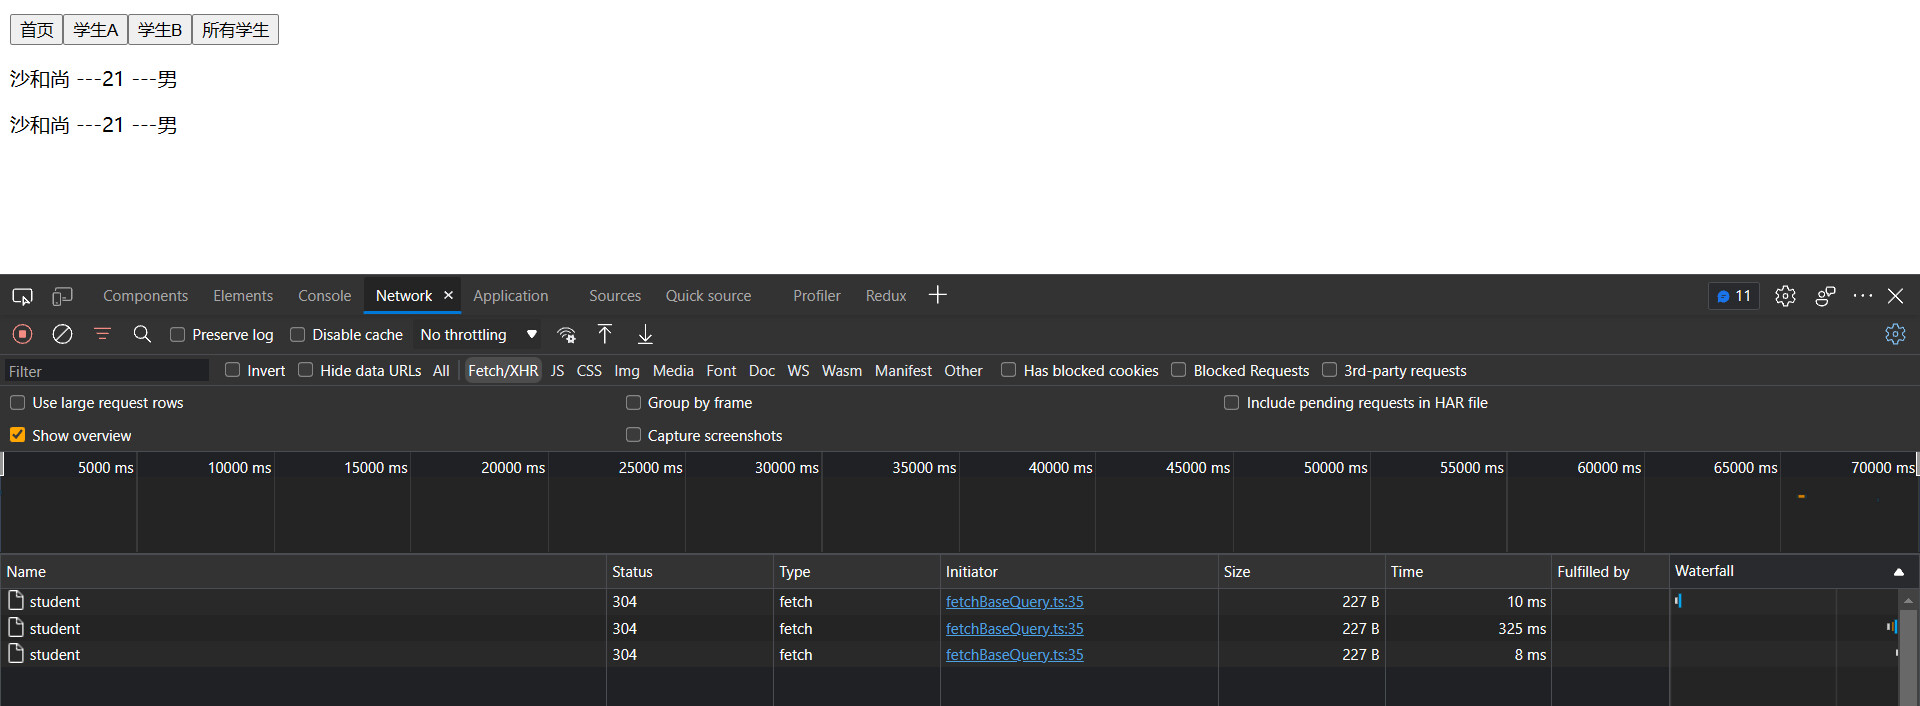 首页 学生A 学生B 所有学生
沙和尚 ---21 ---男
沙和尚 ---21 ---男
Components Elements Console Network × Application Sources Quick source Profiler Redux + 11
Preserve log Disable cache No throttling
Filter Invert Hide data URLs All Fetch/XHR JS CSS Img Media Font Doc WS Wasm Manifest Other Has blocked cookies Blocked Requests 3rd-party requests
Use large request rows Group by frame Include pending requests in HAR file
Show overview Capture screenshots
5000 ms 10000 ms 15000 ms 20000 ms 25000 ms 30000 ms 35000 ms 40000 ms 45000 ms 50000 ms 55000 ms 60000 ms 65000 ms 70000 ms
Name Status Type Initiator Size Time Fulfilled by Waterfall
student 304 fetch fetchBaseQuery.ts:35 227 B 10 ms
student 304 fetch fetchBaseQuery.ts:35 227 B 325 ms
student 304 fetch fetchBaseQuery.ts:35 227 B 8 ms